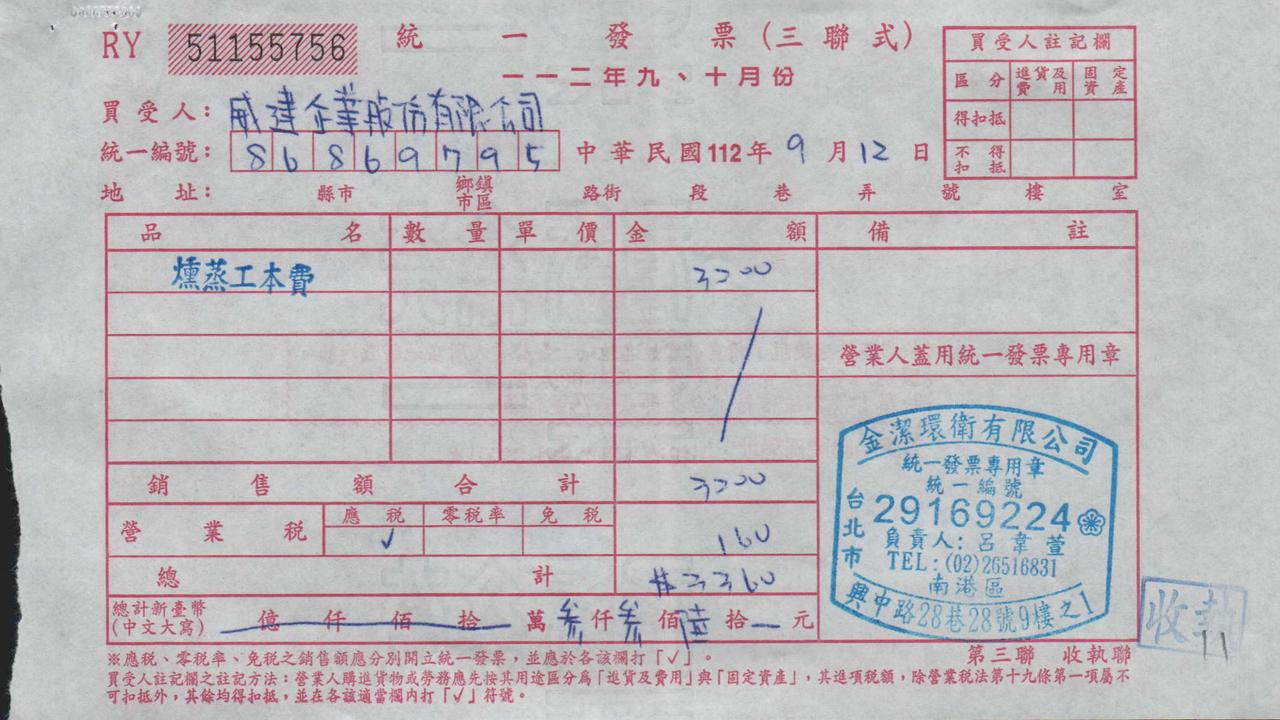 RY 51155756 統一發票(三聯式)
一一二年九、十月份
買受人註記欄
區分 進貨及費用 固定資產
得扣抵
不得扣抵
買受人: 威建企業股份有限公司
統一編號: 86869795 中華民國112年9月12日
地址: 縣市 鄉鎮市區 路街 段 巷 弄 號 樓 室
品名 數量 單價 金額 備註
燻蒸工本費 3200
營業人蓋用統一發票專用章
銷售額合計 3200
營業稅 應稅 零稅率 免稅
✓ 160
總計 #3360
總計新臺幣(中文大寫) 億仟佰拾萬叁仟叁佰陸拾一元
金潔環衛有限公司
統一發票專用章
統一編號
29169224
負責人:呂韋萱
TEL:(02)26516831
台北市
南港區
興中路28巷28號9樓之1
收執
11
※應稅、零稅率、免稅之銷售額應分別開立統一發票,並應於各該欄打「✓」。
第三聯 收執聯
買受人註記欄之註記方法:營業人購進貨物或勞務應先按其用途區分為「進貨及費用」與「固定資產」,其進項稅額,除營業稅法第十九條第一項屬不
可扣抵外,其餘均得扣抵,並在各該適當欄內打「✓」符號。